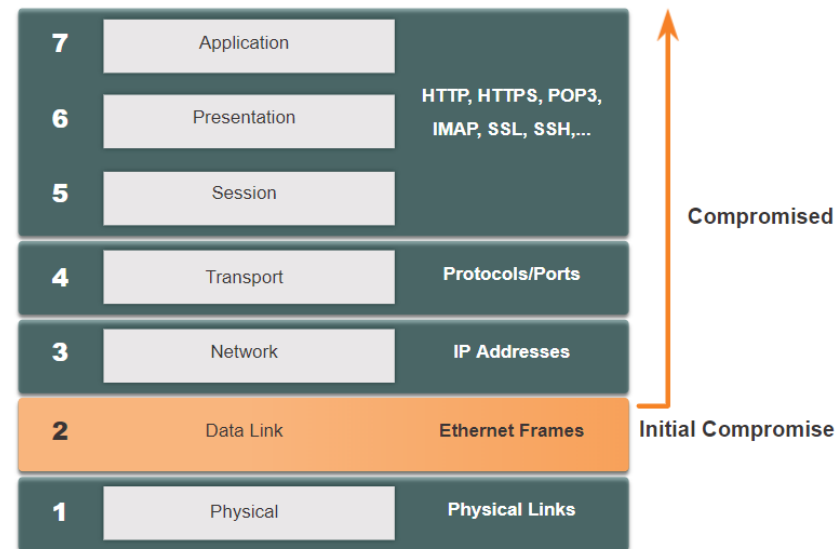 7 Application
HTTP, HTTPS, POP3,
6 Presentation
IMAP, SSL, SSH,...
5 Session
Compromised
4 Transport Protocols/Ports
3 Network IP Addresses
2 Data Link Ethernet Frames Initial Compromise
1 Physical Physical Links